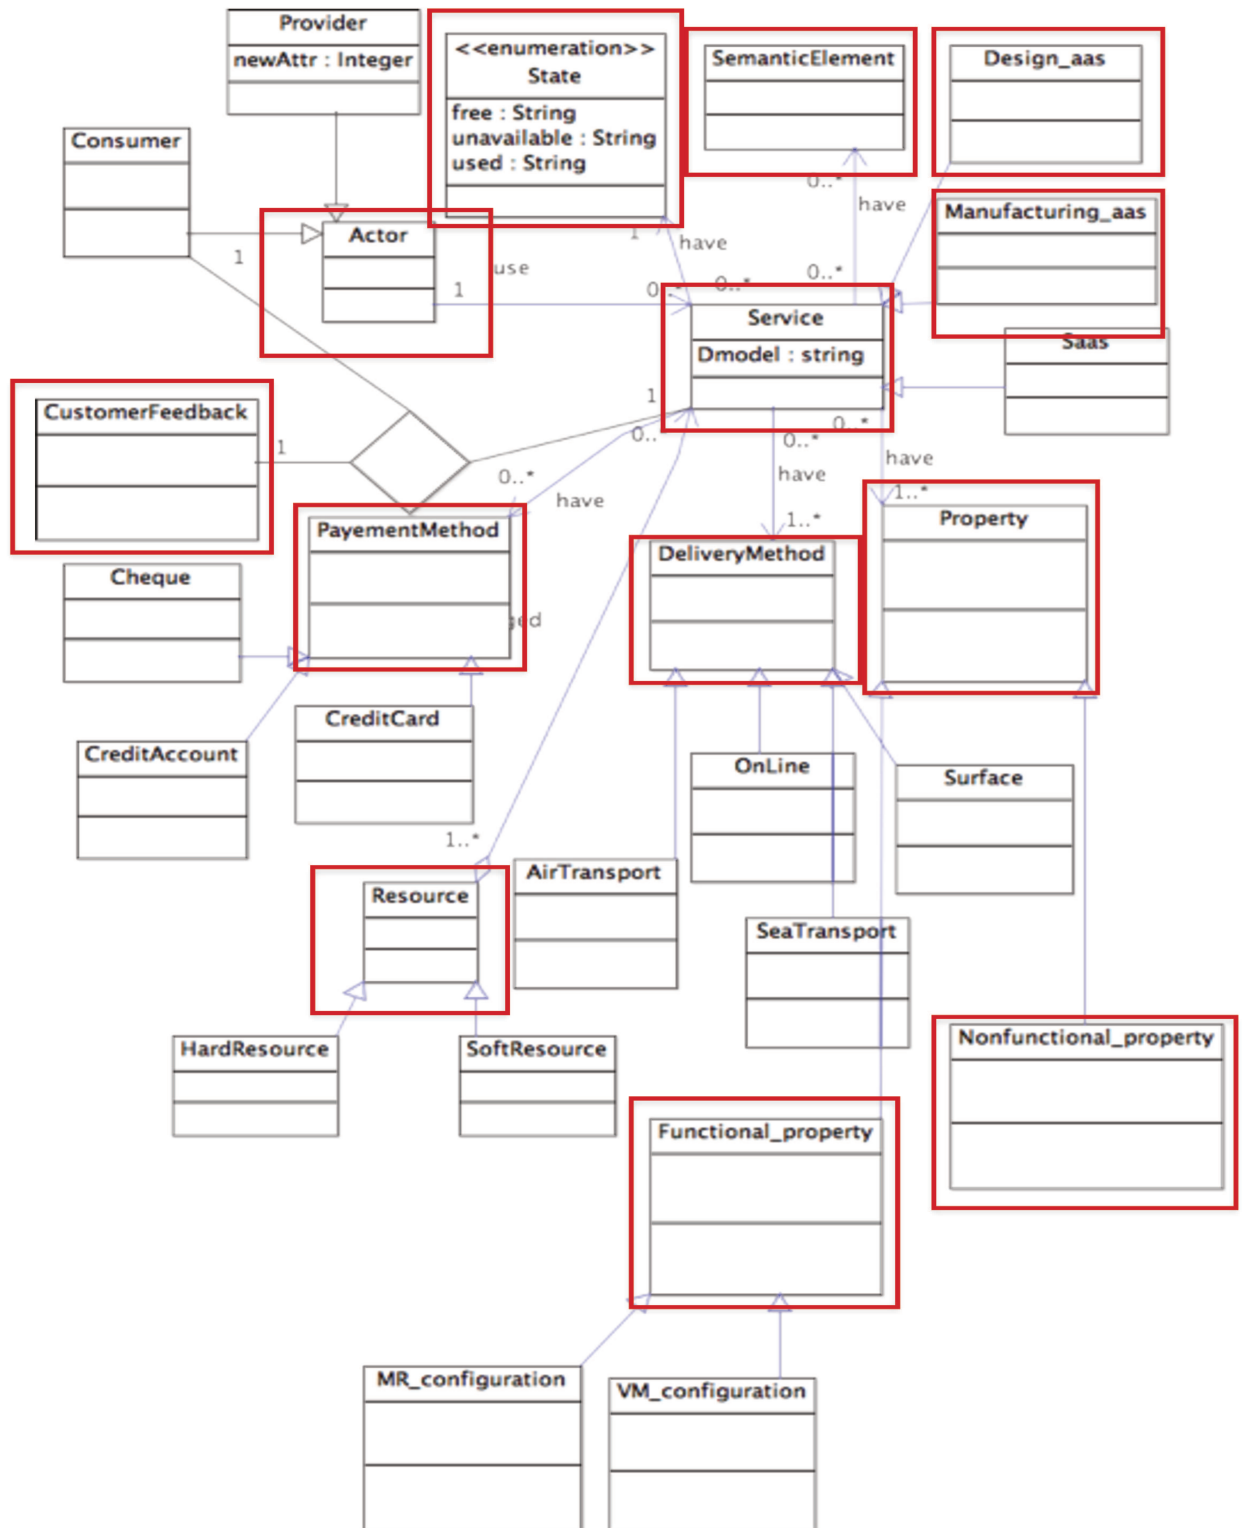 Provider
newAttr : Integer
<<enumeration>>
State
free : String
unavailable : String
used : String
SemanticElement
Design_aas
Consumer
0..*
have
Manufacturing_aas
Actor
1
1
have
use
0..*
0..*
1
0..*
Service
Dmodel : string
Saas
1
CustomerFeedback
0..
0..*
0..*
1
have
have
0..*
have
1..*
1..*
PayementMethod
Property
DeliveryMethod
Cheque
CreditCard
CreditAccount
OnLine
Surface
1..*
AirTransport
Resource
SeaTransport
HardResource
SoftResource
Nonfunctional_property
Functional_property
MR_configuration
VM_configuration